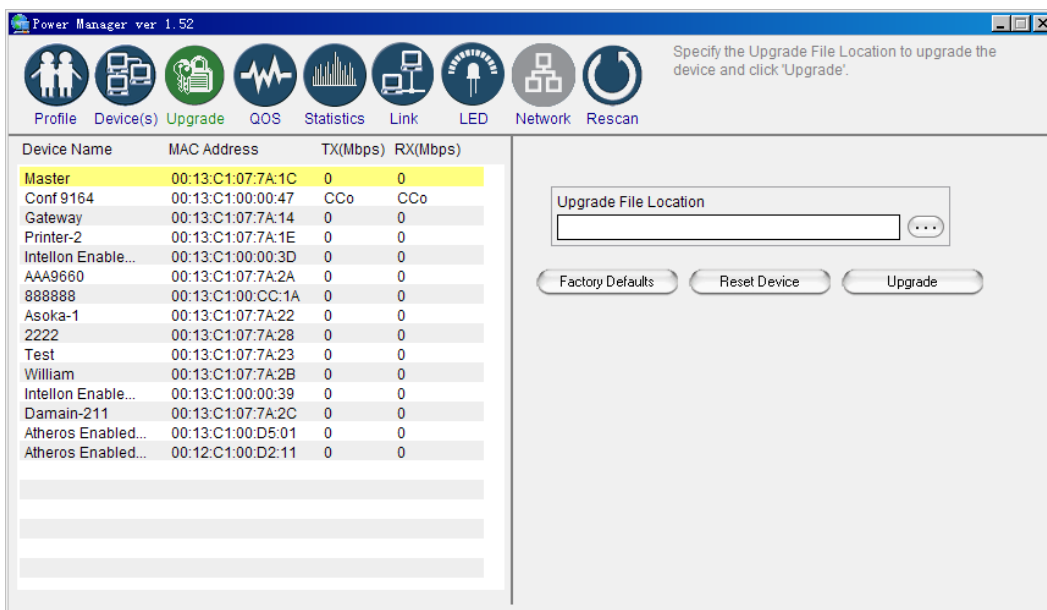 Power Manager ver 1.52
Specify the Upgrade File Location to upgrade the
device and click 'Upgrade'.
Profile Device(s) Upgrade QOS Statistics Link LED Network Rescan
Device Name MAC Address TX(Mbps) RX(Mbps)
Master 00:13:C1:07:7A:1C 0 0
Conf 9164 00:13:C1:00:00:47 CCo CCo
Gateway 00:13:C1:07:7A:14 0 0
Printer-2 00:13:C1:07:7A:1E 0 0
Intellon Enable... 00:13:C1:00:00:3D 0 0
AAA9660 00:13:C1:07:7A:2A 0 0
888888 00:13:C1:00:CC:1A 0 0
Asoka-1 00:13:C1:07:7A:22 0 0
2222 00:13:C1:07:7A:28 0 0
Test 00:13:C1:07:7A:23 0 0
William 00:13:C1:07:7A:2B 0 0
Intellon Enable... 00:13:C1:00:00:39 0 0
Damain-211 00:13:C1:07:7A:2C 0 0
Atheros Enabled... 00:13:C1:00:D5:01 0 0
Atheros Enabled... 00:12:C1:00:D2:11 0 0
Upgrade File Location
...
Factory Defaults Reset Device Upgrade